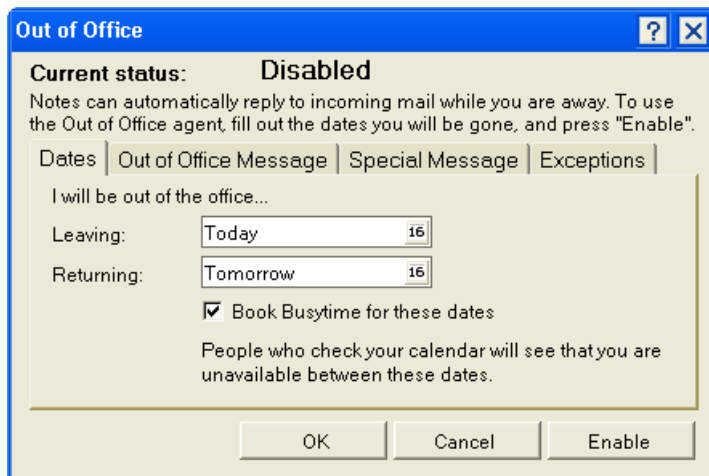 Out of Office
Current status: Disabled
Notes can automatically reply to incoming mail while you are away. To use
the Out of Office agent, fill out the dates you will be gone, and press "Enable".
Dates Out of Office Message Special Message Exceptions
I will be out of the office...
Leaving: Today 16
Returning: Tomorrow 16
Book Busytime for these dates
People who check your calendar will see that you are
unavailable between these dates.
OK Cancel Enable